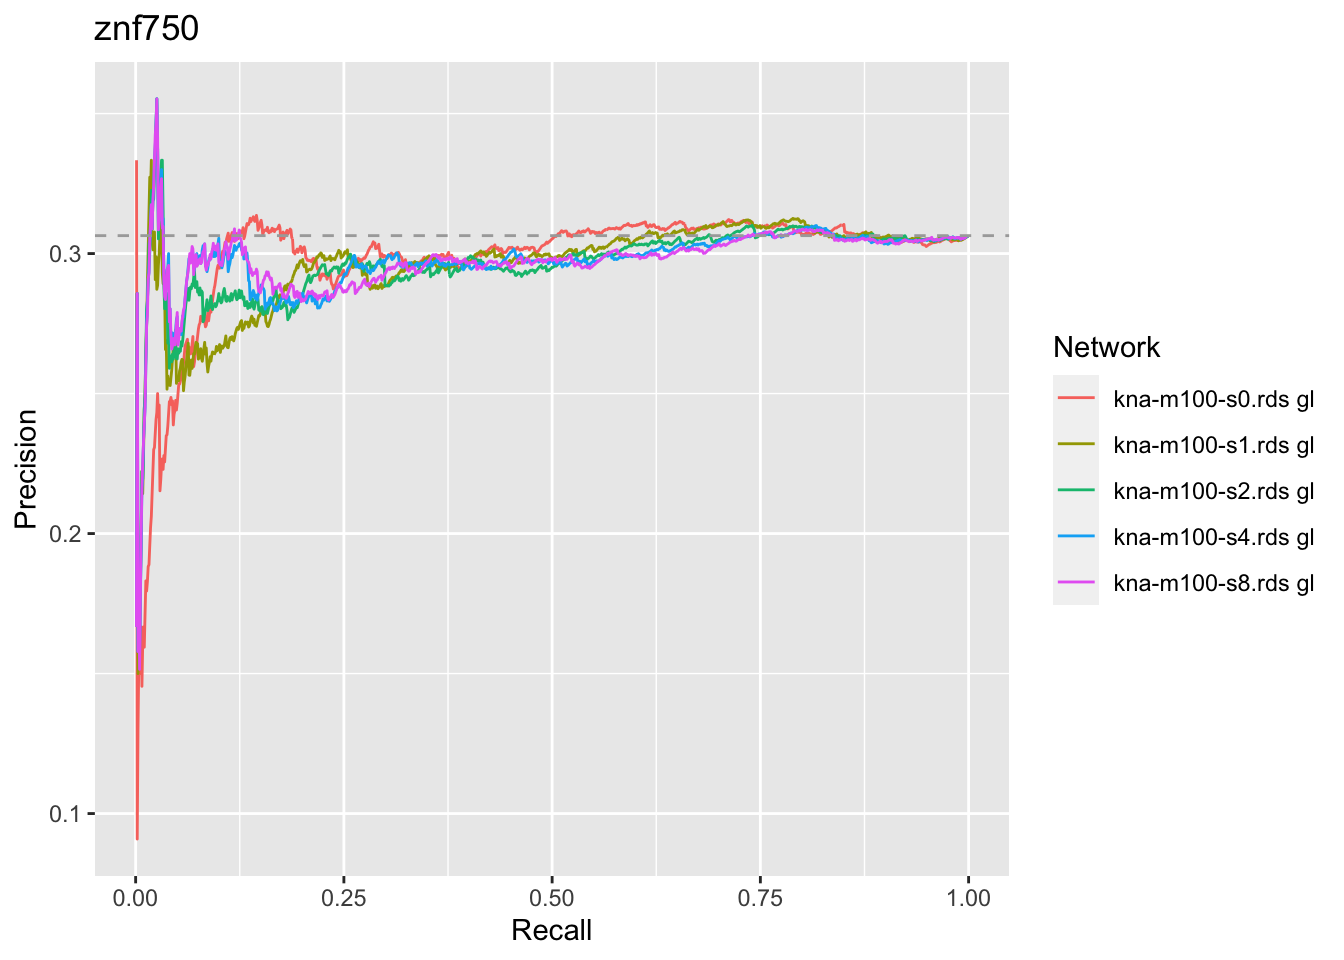 znf750
Precision
0.3
0.2
0.1
0.00 0.25 0.50 0.75 1.00
Recall
Network
kna-m100-s0.rds gl
kna-m100-s1.rds gl
kna-m100-s2.rds gl
kna-m100-s4.rds gl
kna-m100-s8.rds gl